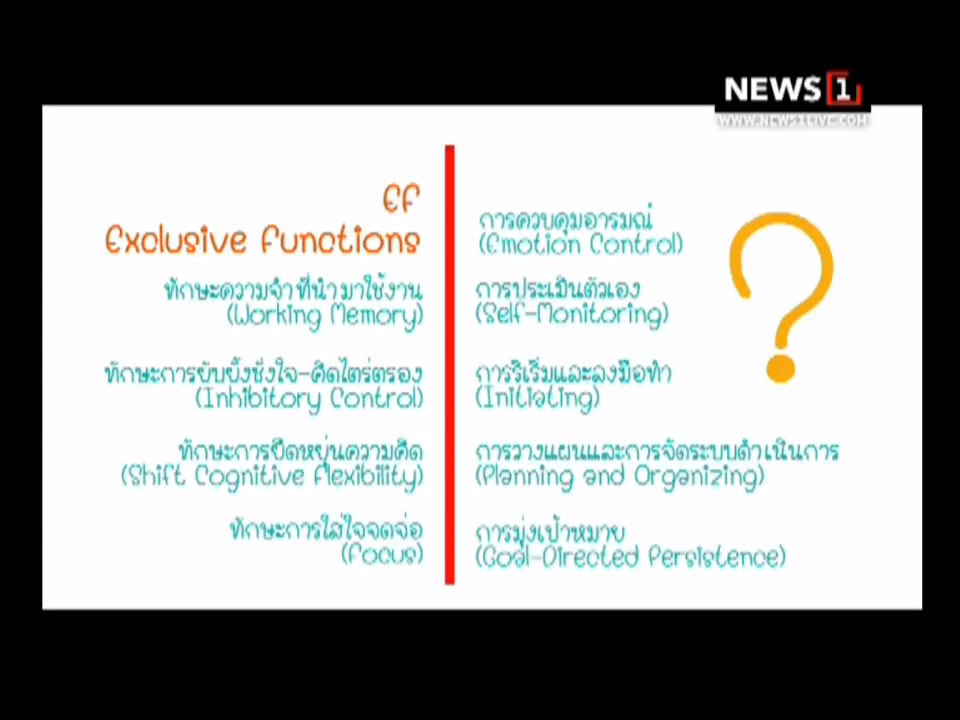 NEWS 1
WWW.NEWS1LIVE.COM
EF
Exclusive Functions
ทักษะความจำที่นำมาใช้งาน
(Working Memory)
ทักษะการยับยั้งชั่งใจ-คิดไตร่ตรอง
(Inhibitory Control)
ทักษะการยืดหยุ่นความคิด
(Shift Cognitive Flexibility)
ทักษะการใส่ใจจดจ่อ
(Focus)
การควบคุมอารมณ์
(Emotion Control)
การประเมินตัวเอง
(Self-Monitoring)
การริเริ่มและลงมือทำ
(Initiating)
การวางแผนและการจัดระบบดำเนินการ
(Planning and Organizing)
การมุ่งเป้าหมาย
(Goal-Directed Persistence)
?